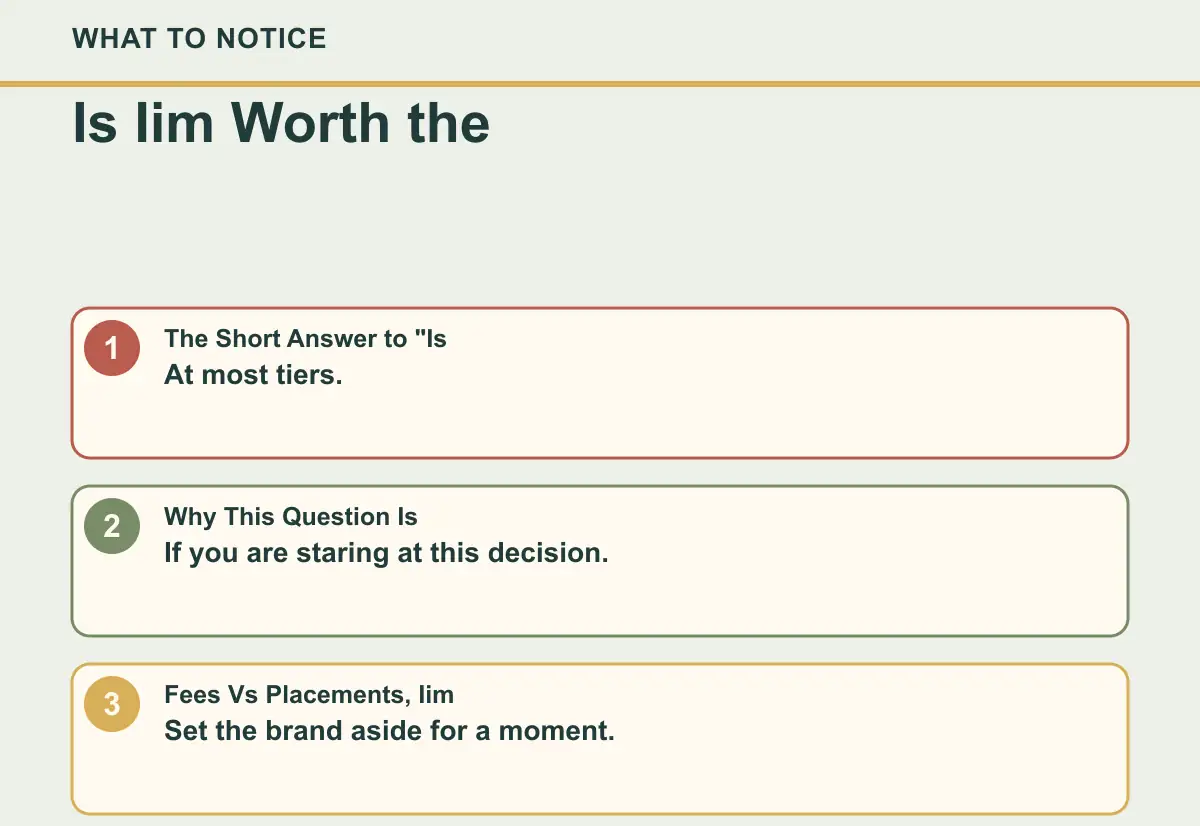 WHAT TO NOTICE
Is Iim Worth the
1
The Short Answer to "Is
At most tiers.
2
Why This Question Is
If you are staring at this decision.
3
Fees Vs Placements, Iim
Set the brand aside for a moment.